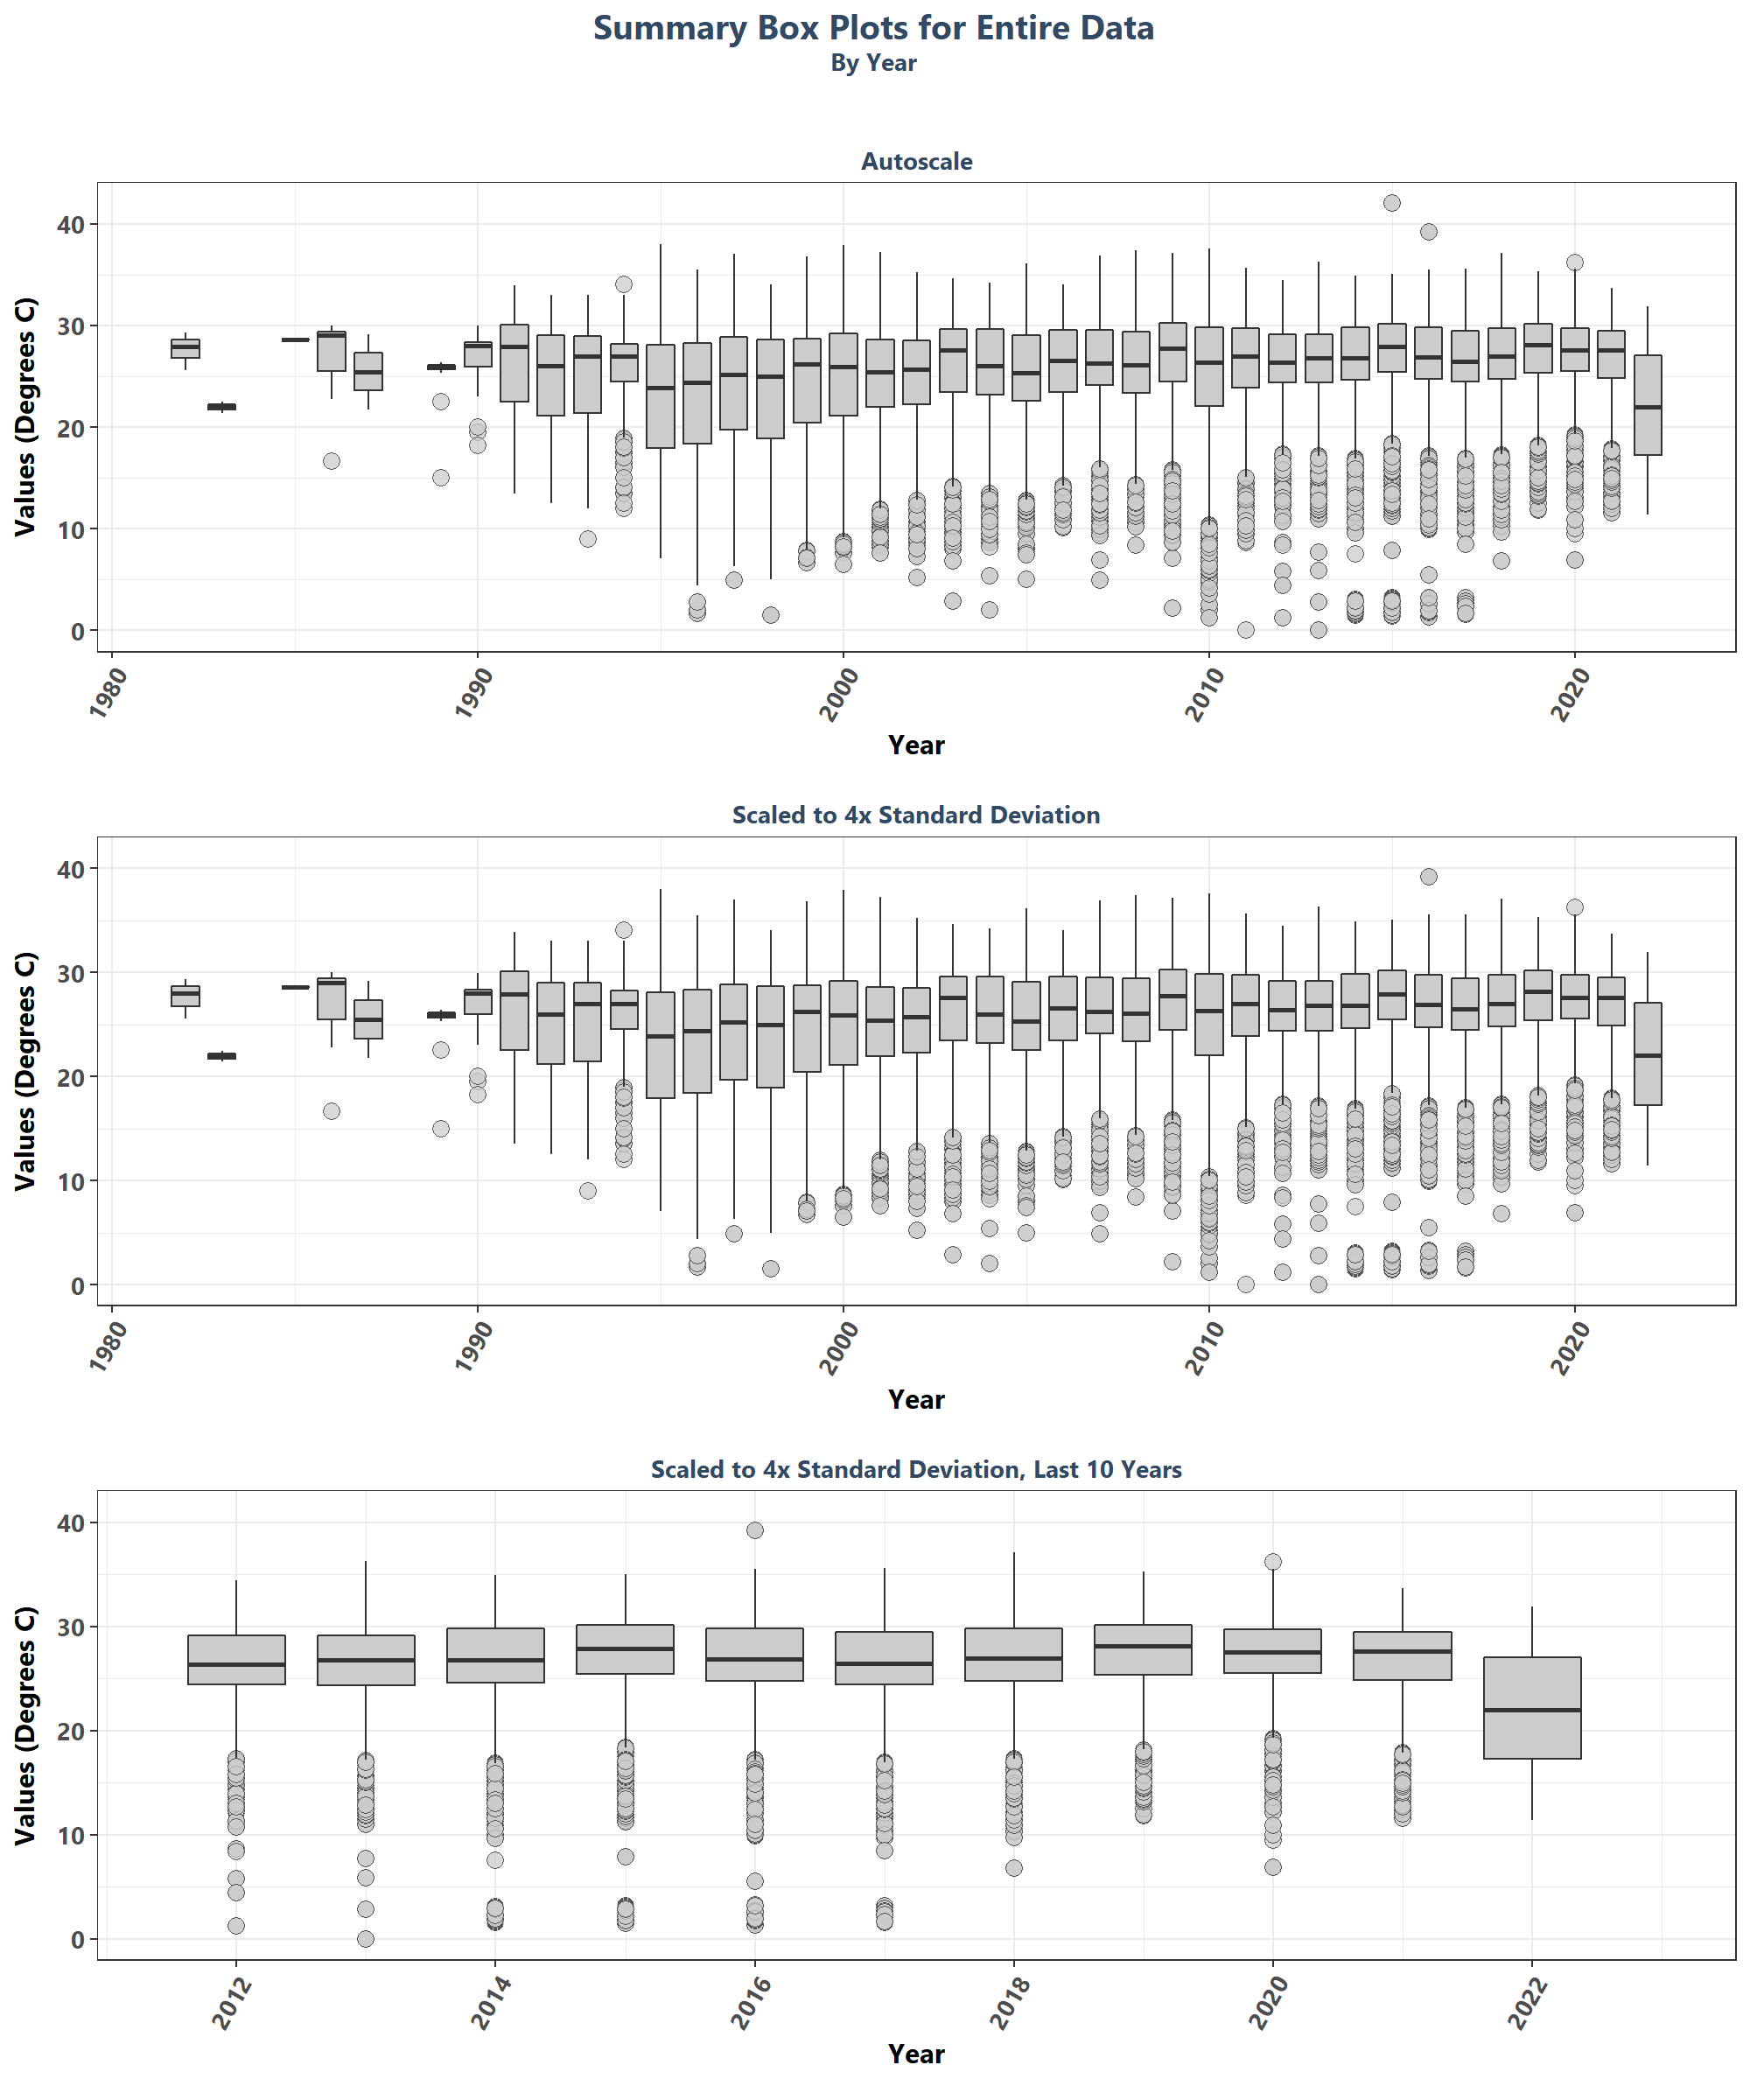 Summary Box Plots for Entire Data
By Year
Autoscale
Values (Degrees C)
40
30
20
10
0
1980
1990
2000
2010
2020
Year
Scaled to 4x Standard Deviation
Values (Degrees C)
40
30
20
10
0
1980
1990
2000
2010
2020
Year
Scaled to 4x Standard Deviation, Last 10 Years
Values (Degrees C)
40
30
20
10
0
2012
2014
2016
2018
2020
2022
Year